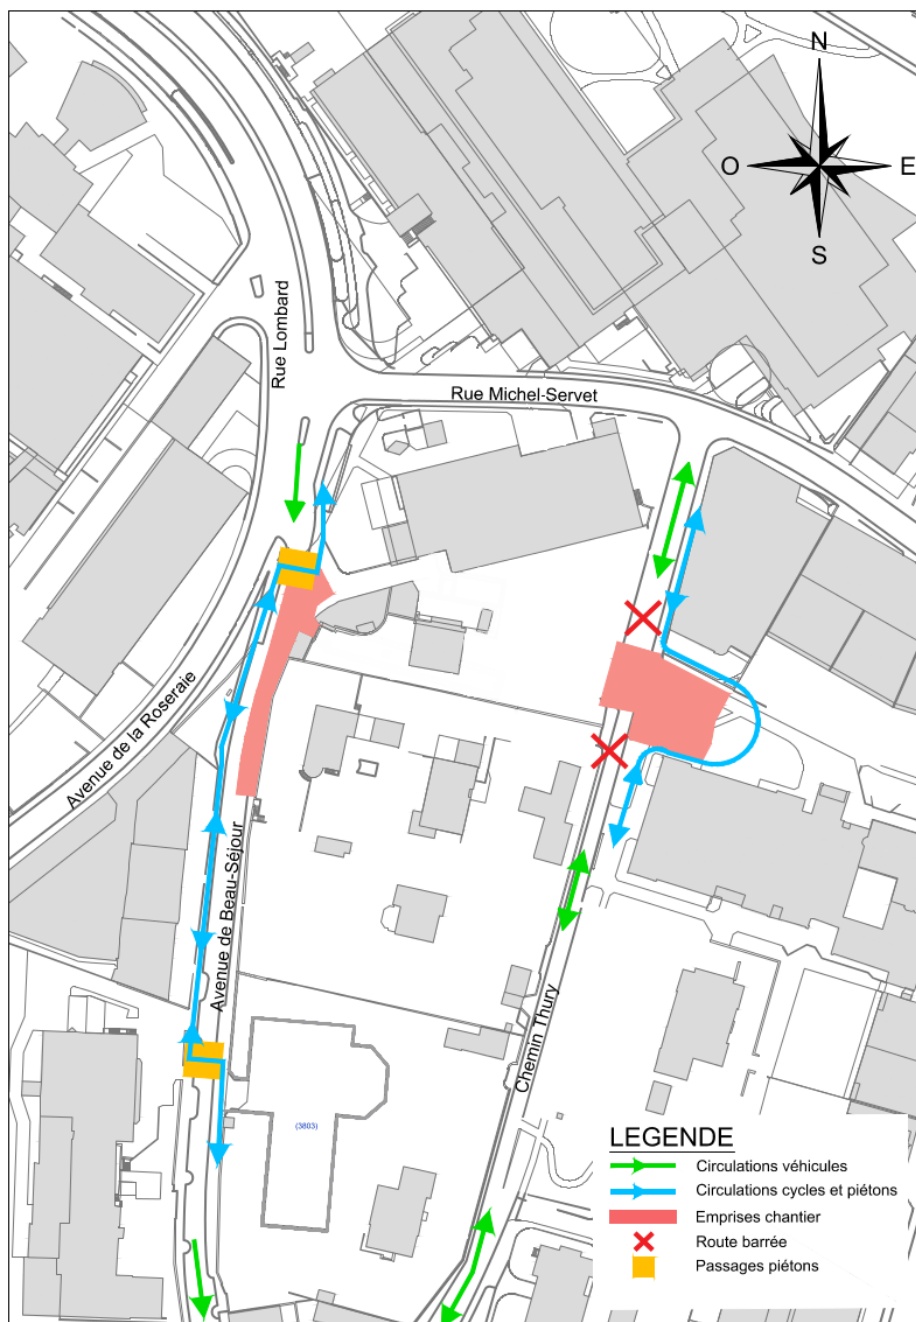 N
O
E
S
Rue Lombard
Rue Michel-Servet
Avenue de la Roseraie
Avenue de Beau-Séjour
Chemin Thury
(3803)
LEGENDE
Circulations véhicules
Circulations cycles et piétons
Emprises chantier
Route barrée
Passages piétons